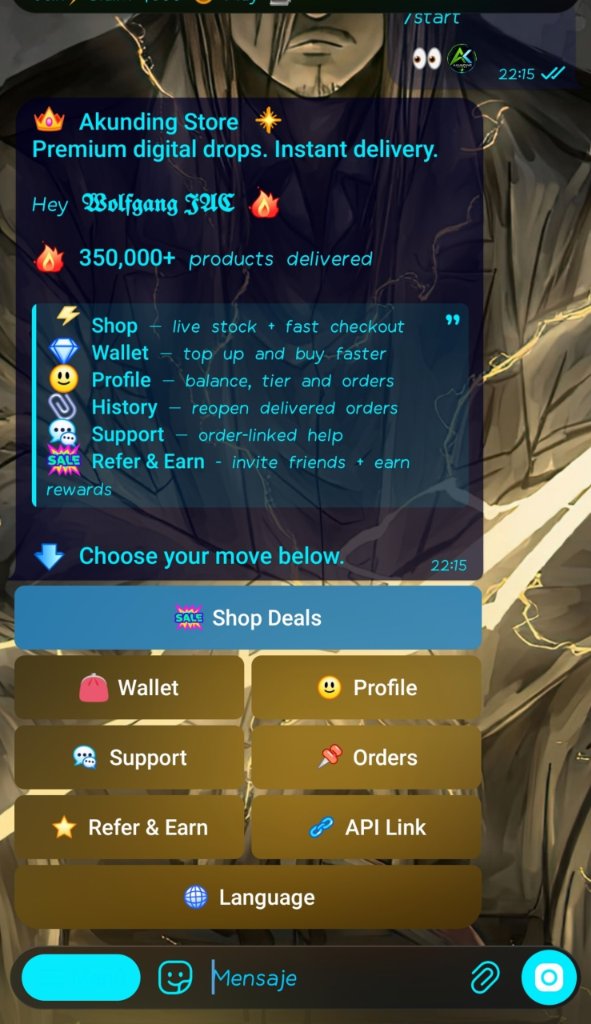 /start
22:15
Akunding Store
Premium digital drops. Instant delivery.
Hey Wolfgang JAC
350,000+ products delivered
Shop — live stock + fast checkout
Wallet — top up and buy faster
Profile — balance, tier and orders
History — reopen delivered orders
Support — order-linked help
SALE Refer & Earn - invite friends + earn
rewards
Choose your move below.
22:15
SALE Shop Deals
Wallet
Profile
Support
Orders
Refer & Earn
API Link
Language
Mensaje